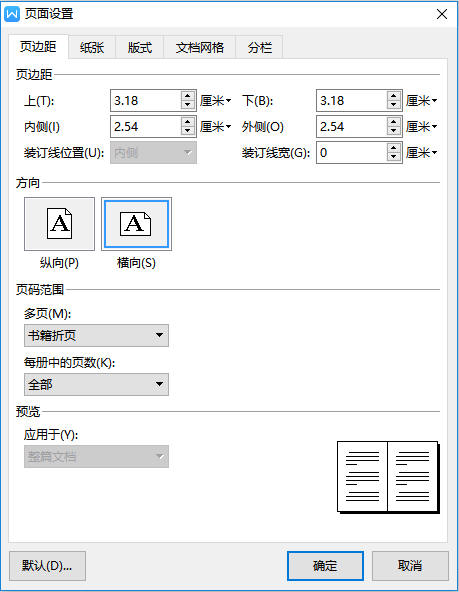 页面设置
页边距 纸张 版式 文档网格 分栏
页边距
上(T): 3.18 厘米 下(B): 3.18 厘米
内侧(I) 2.54 厘米 外侧(O) 2.54 厘米
装订线位置(U): 内侧 装订线宽(G): 0 厘米
方向
A A
纵向(P) 横向(S)
页码范围
多页(M):
书籍折页
每册中的页数(K):
全部
预览
应用于(Y):
整篇文档
默认(D)... 确定 取消